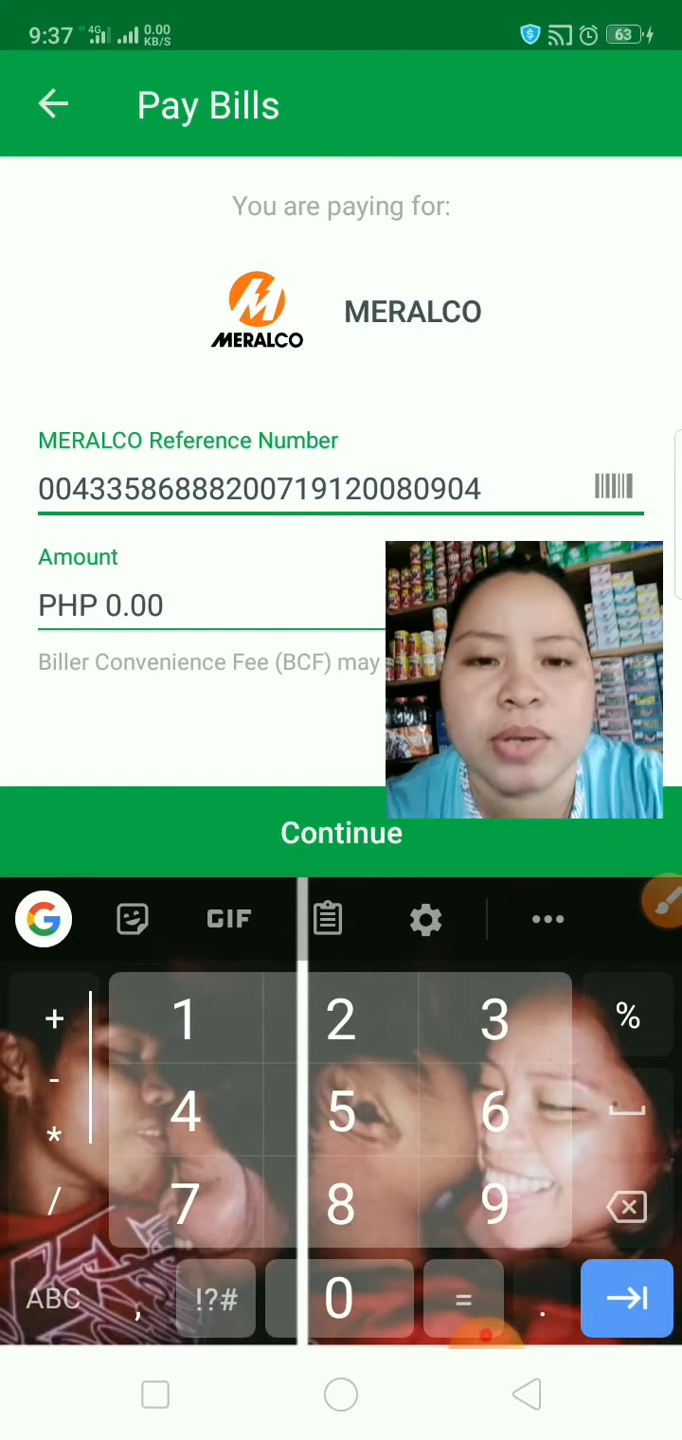 9:37 4G 0.00 KB/S 63
Pay Bills
You are paying for:
MERALCO MERALCO
MERALCO Reference Number
00433586888200719120080904
Amount
PHP 0.00
Biller Convenience Fee (BCF) may
Continue
G GIF
+ 1 2 3 %
- 4 5 6
*
/ 7 8 9
ABC , !?# 0 = .